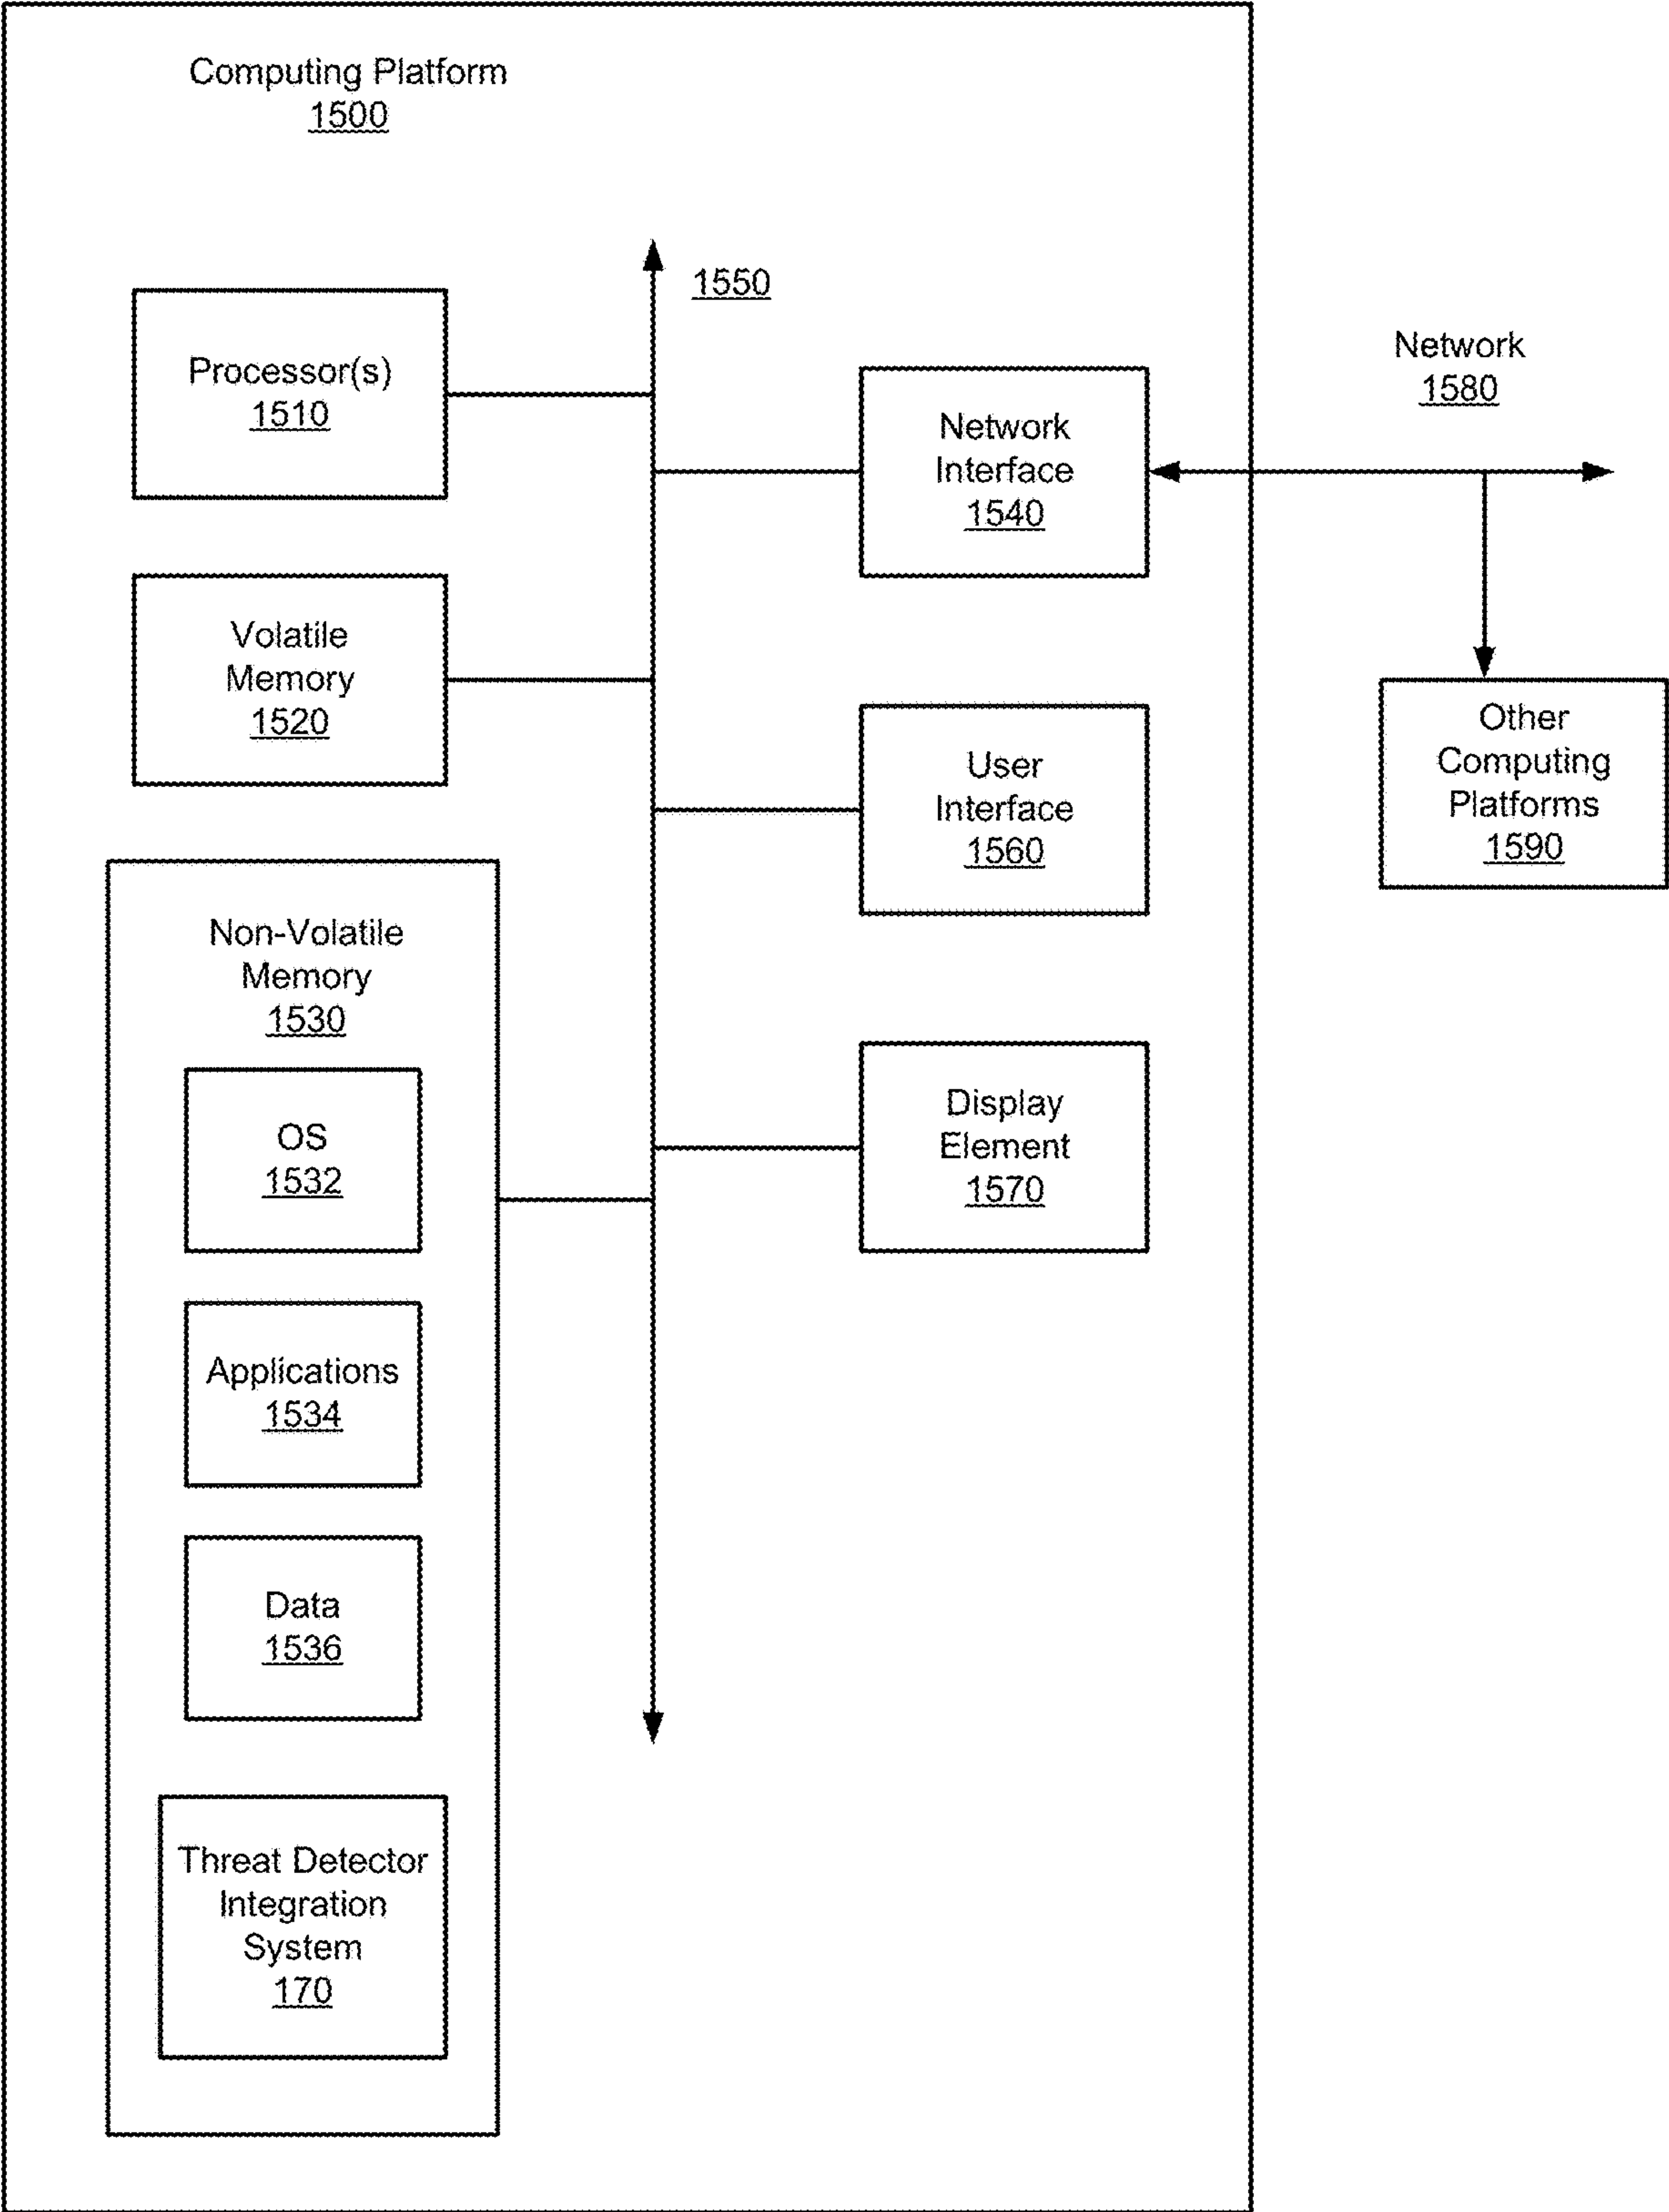 Computing Platform
1500
1550
Processor(s)
1510
Volatile
Memory
1520
Non-Volatile
Memory
1530
OS
1532
Applications
1534
Data
1536
Threat Detector
Integration
System
170
Network
Interface
1540
User
Interface
1560
Display
Element
1570
Network
1580
Other
Computing
Platforms
1590